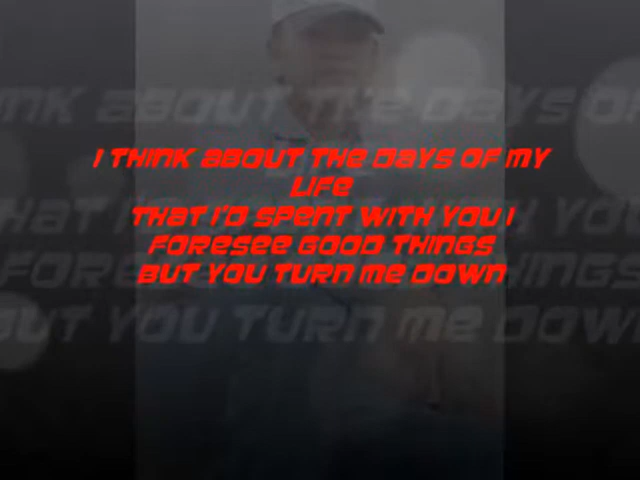 I THINK ABOUT THE DAYS OF MY
LIFE
THAT I'D SPENT WITH YOU I
FORESEE GOOD THINGS
BUT YOU TURN ME DOWN